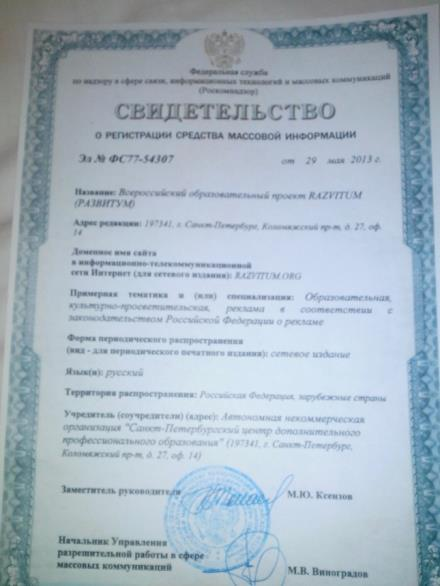 Федеральная служба
по надзору в сфере связи, информационных технологий и массовых коммуникаций
(Роскомнадзор)
СВИДЕТЕЛЬСТВО
О РЕГИСТРАЦИИ СРЕДСТВА МАССОВОЙ ИНФОРМАЦИИ
Эл № ФС77-54307 от 29 мая 2013 г.
Название: Всероссийский образовательный проект RAZVITUM
(РАЗВИТУМ)
Адрес редакции: 197341, г. Санкт-Петербург, Коломяжский пр-т, д. 27, оф.
14
Доменное имя сайта
в информационно-телекоммуникационной
сети Интернет (для сетевого издания): RAZVITUM.ORG
Примерная тематика и (или) специализация: Образовательная,
культурно-просветительская, реклама в соответствии с
законодательством Российской Федерации о рекламе
Форма периодического распространения
(вид - для периодического печатного издания): сетевое издание
Язык(и): русский
Территория распространения: Российская Федерация, зарубежные страны
Учредитель (соучредители) (адрес): Автономная некоммерческая
организация "Санкт-Петербургский центр дополнительного
профессионального образования" (197341, г. Санкт-Петербург,
Коломяжский пр-т, д. 27, оф. 14)
Заместитель руководителя М.Ю. Ксензов
Начальник Управления
разрешительной работы в сфере
массовых коммуникаций М.В. Виноградов